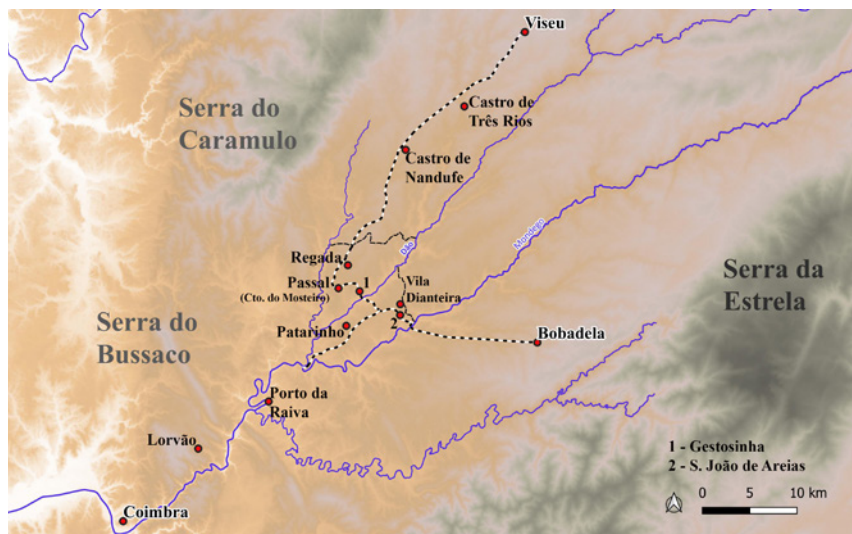 Viseu
Serra do
Caramulo
Castro de
Três Rios
Castro de
Nandufe
Dão
Mondego
Regada
Passal
(Cto. do Mosteiro)
1
Vila
Dianteira
Serra da
Estrela
Serra do
Bussaco
Patarinho
2
Bobadela
Porto da
Raiva
Lorvão
1 - Gestosinha
2 - S. João de Areias
Coimbra
0 5 10 km